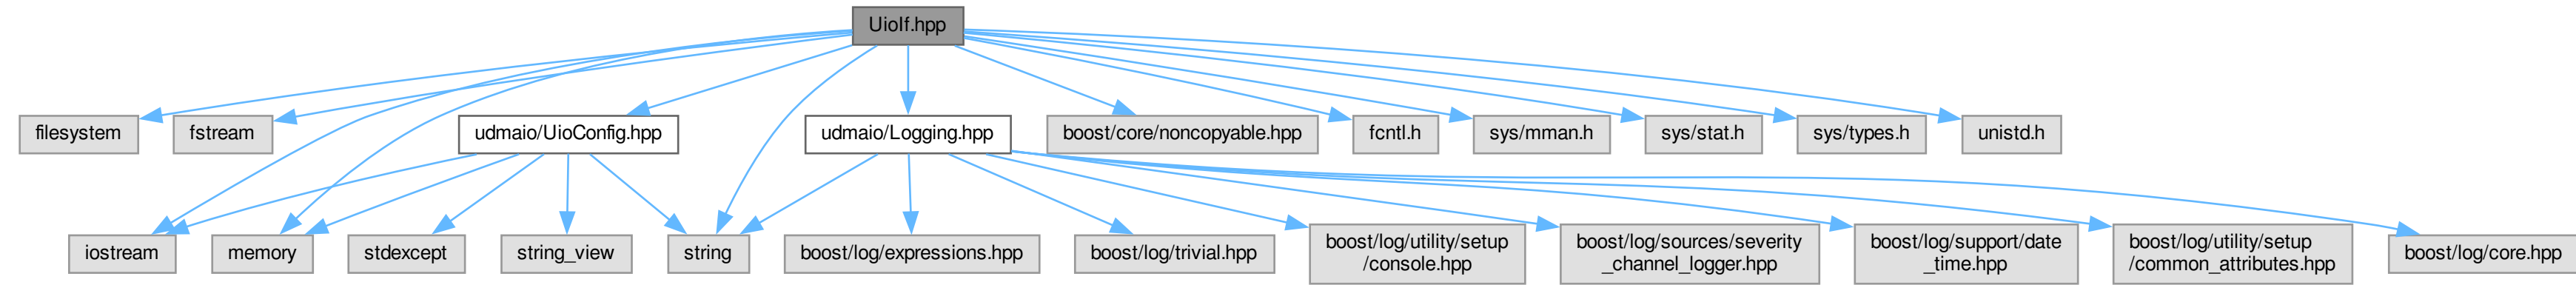 UioIf.hpp
filesystem
fstream
udmaio/UioConfig.hpp
udmaio/Logging.hpp
boost/core/noncopyable.hpp
fcntl.h
sys/mman.h
sys/stat.h
sys/types.h
unistd.h
iostream
memory
stdexcept
string_view
string
boost/log/expressions.hpp
boost/log/trivial.hpp
boost/log/utility/setup
/console.hpp
boost/log/sources/severity
_channel_logger.hpp
boost/log/support/date
_time.hpp
boost/log/utility/setup
/common_attributes.hpp
boost/log/core.hpp